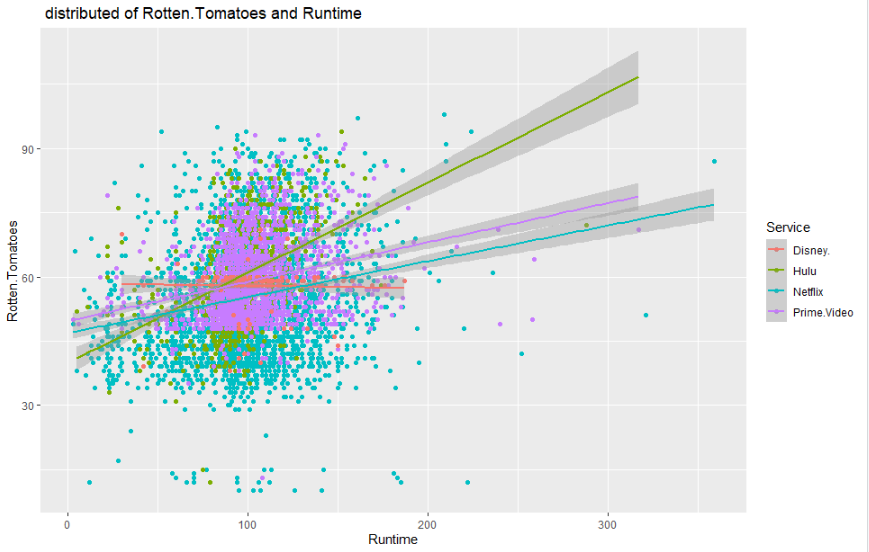 distributed of Rotten.Tomatoes and Runtime
Rotten.Tomatoes
90
60
30
0
100
200
300
Runtime
Service
Disney.
Hulu
Netflix
Prime.Video